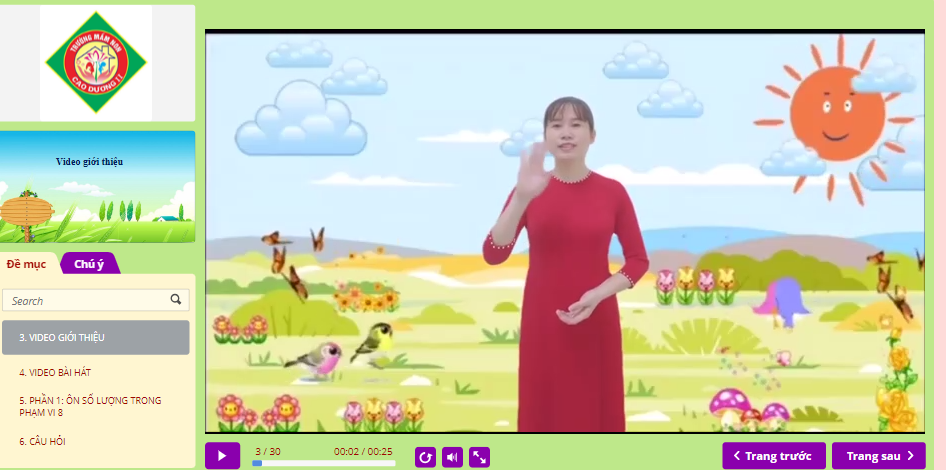 TRƯỜNG MẦM NON
CAO DƯƠNG II
Video giới thiệu
Đề mục
Chú ý
Search
3. VIDEO GIỚI THIỆU
4. VIDEO BÀI HÁT
5. PHẦN 1: ÔN SỐ LƯỢNG TRONG
PHẠM VI 8
6. CÂU HỎI
3 / 30
00:02 / 00:25
Trang trước
Trang sau